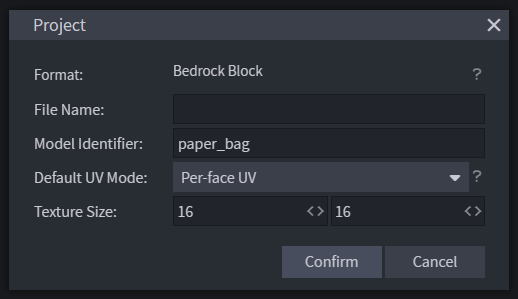 Project
Format: Bedrock Block ?
File Name:
Model Identifier: paper_bag
Default UV Mode: Per-face UV ?
Texture Size: 16 <> 16 <>
Confirm Cancel